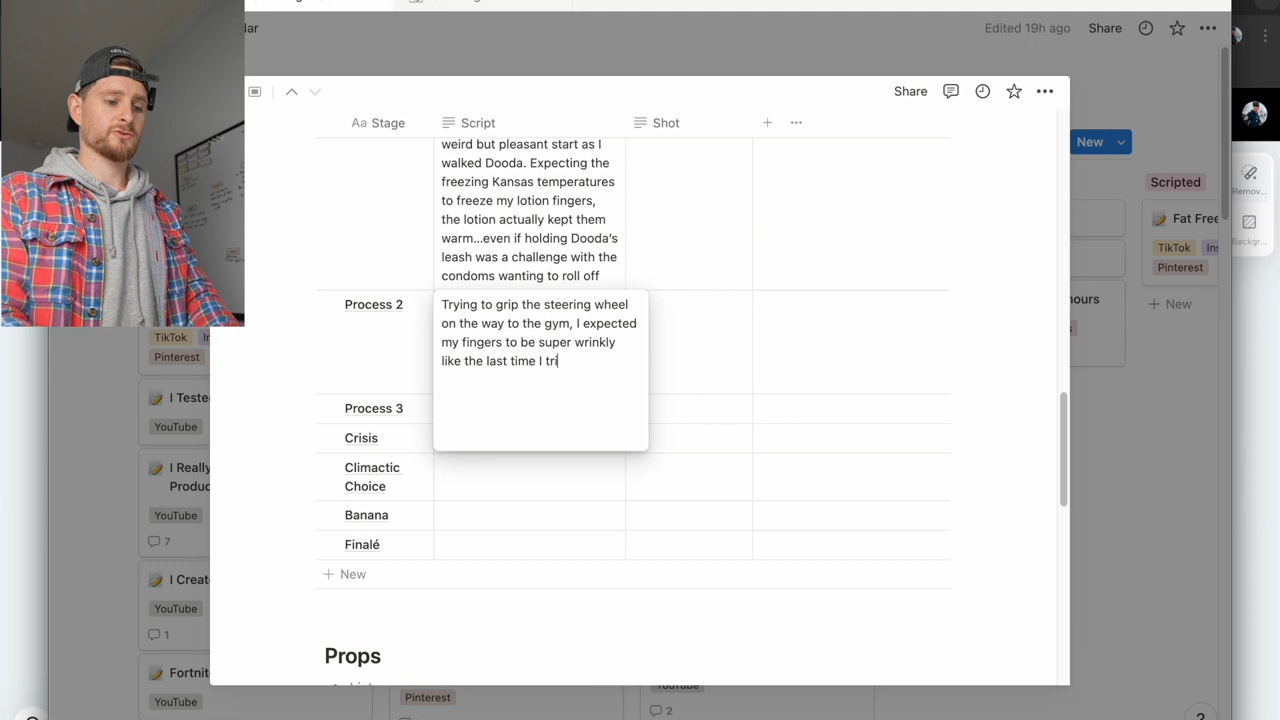 dar
Edited 19h ago
Share
Share
Aa Stage
Script
Shot
weird but pleasant start as I
walked Dooda. Expecting the
freezing Kansas temperatures
to freeze my lotion fingers,
the lotion actually kept them
warm...even if holding Dooda's
leash was a challenge with the
condoms wanting to roll off
Process 2
Trying to grip the steering wheel
on the way to the gym, I expected
my fingers to be super wrinkly
like the last time I tri
Process 3
Crisis
Climactic
Choice
Banana
Finalé
New
Props
New
Scripted
Fat Free
TikTok
Pinterest
New
hours
Remov...
Backgr...
TikTok
Pinterest
I Teste
YouTube
I Really
Produc
YouTube
7
I Creat
YouTube
1
Fortnit
YouTube
Pinterest
YouTube
2
?